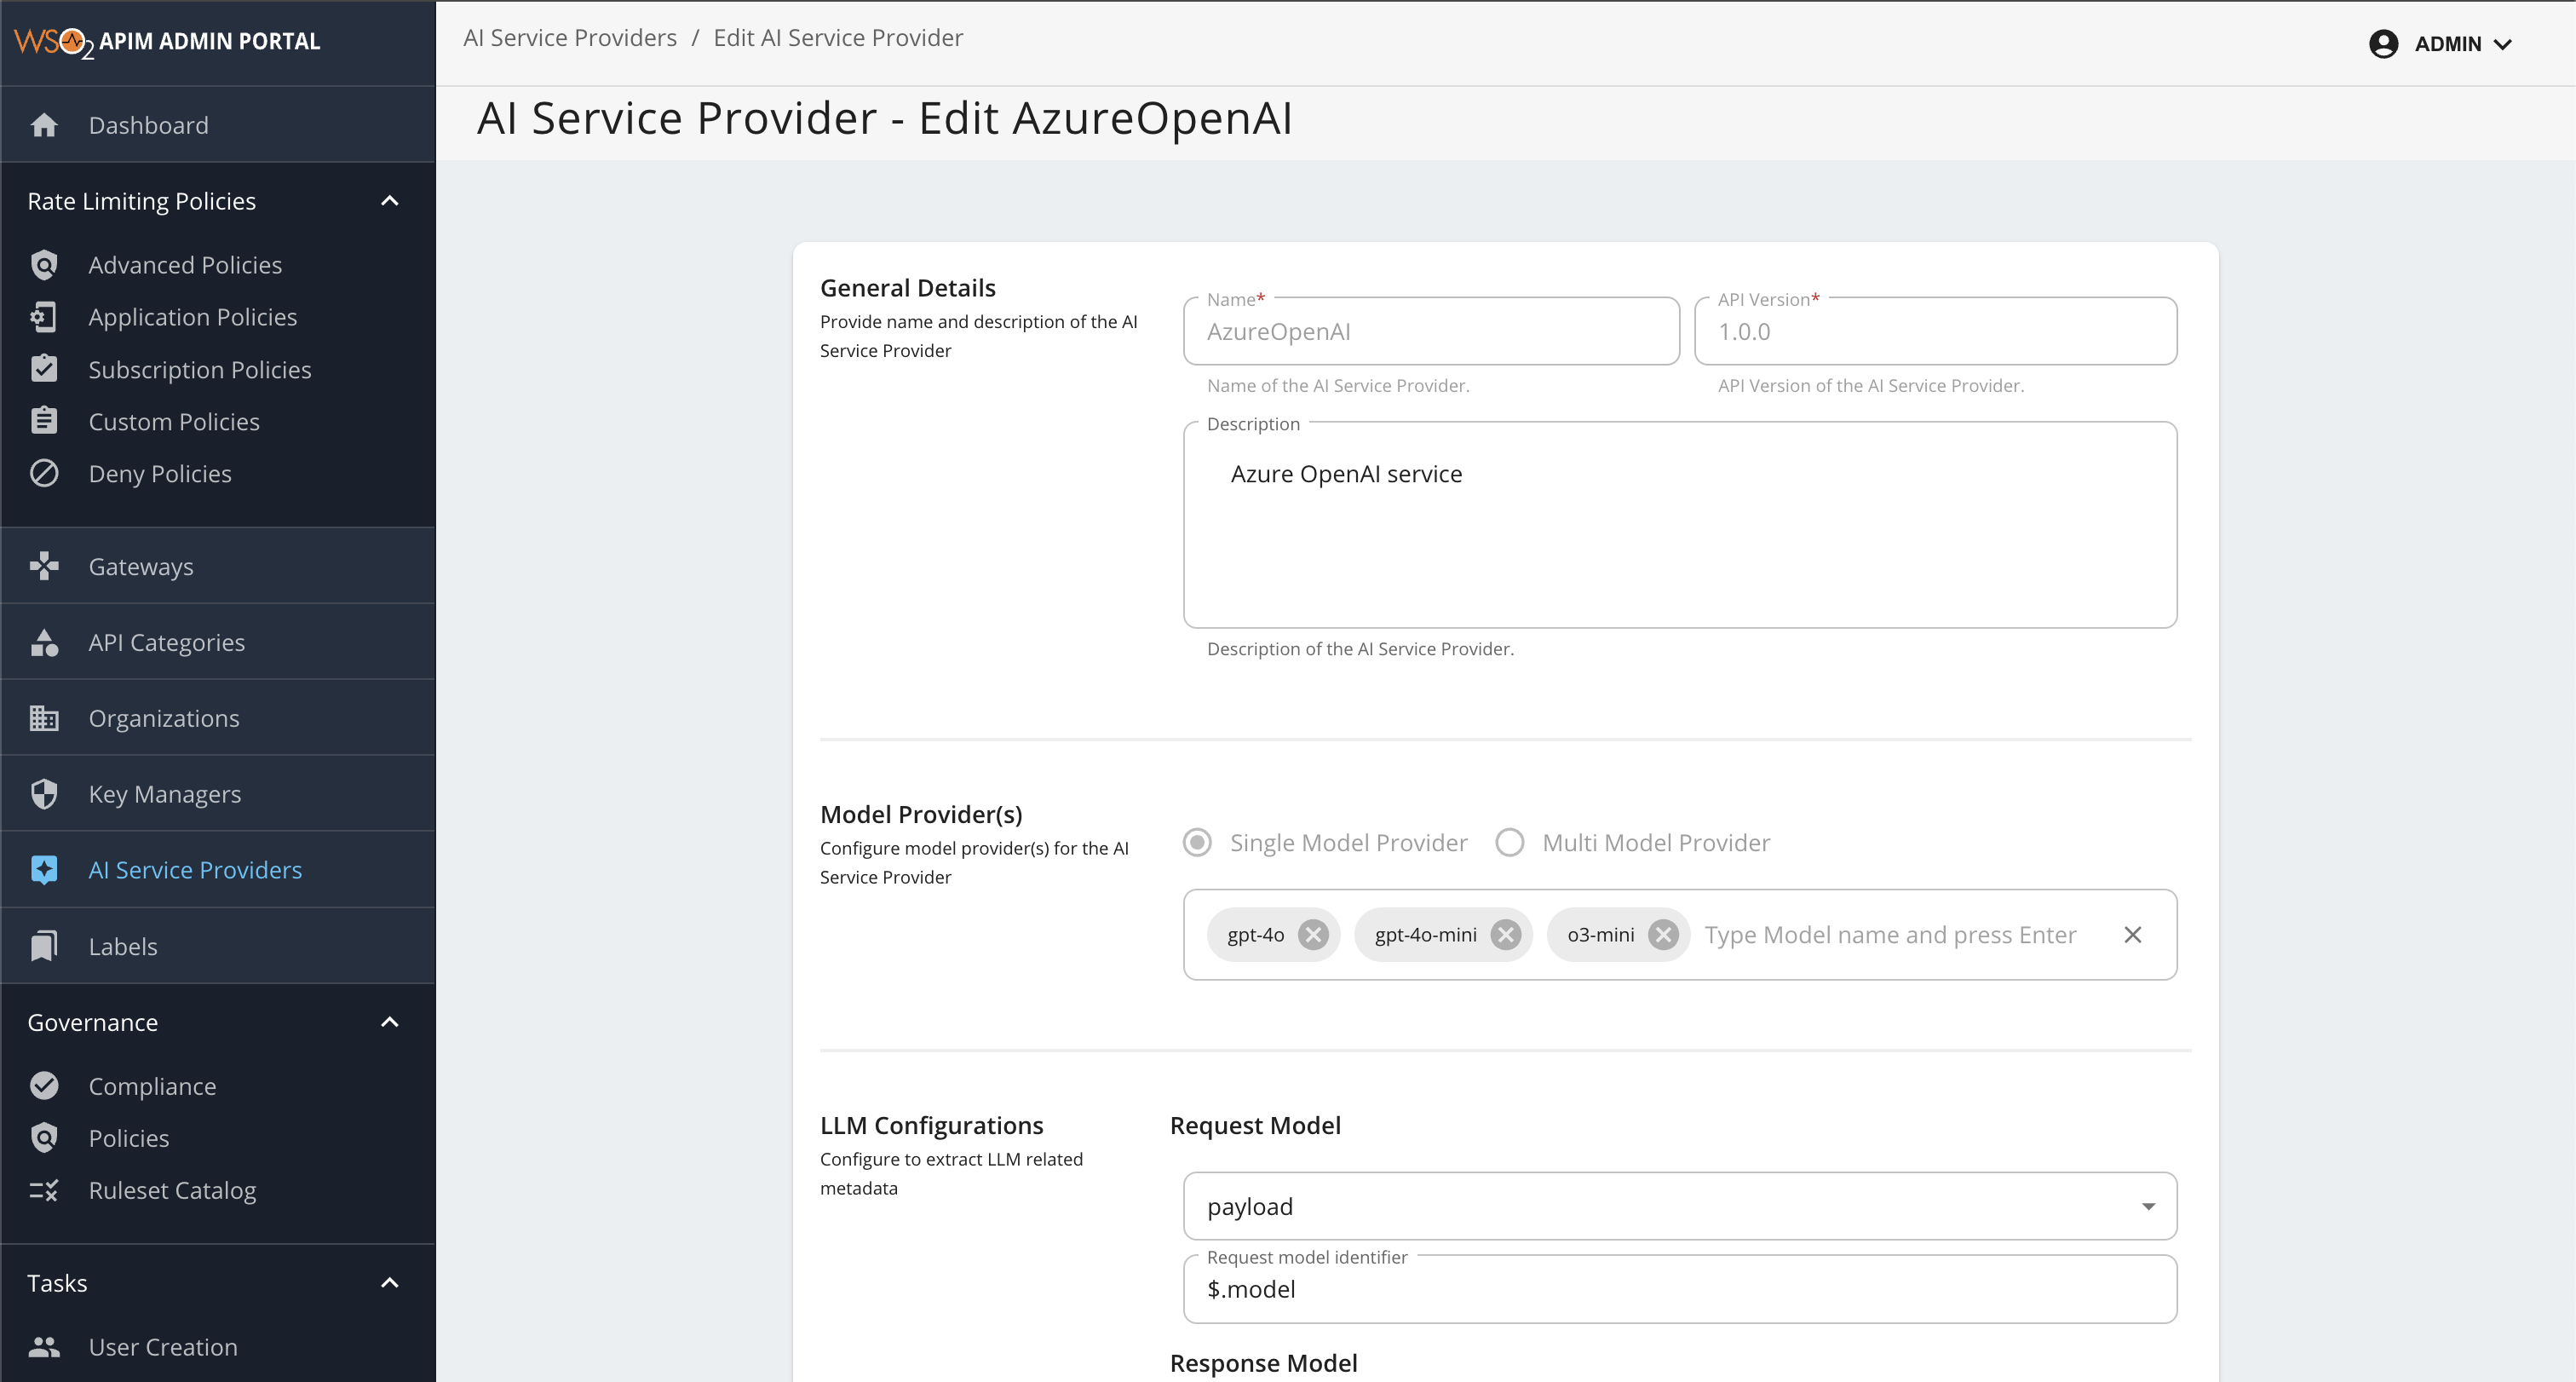 WSO2 APIM ADMIN PORTAL
AI Service Providers / Edit AI Service Provider
ADMIN
Dashboard
Rate Limiting Policies
Advanced Policies
Application Policies
Subscription Policies
Custom Policies
Deny Policies
Gateways
API Categories
Organizations
Key Managers
AI Service Providers
Labels
Governance
Compliance
Policies
Ruleset Catalog
Tasks
User Creation
AI Service Provider - Edit AzureOpenAI
General Details
Provide name and description of the AI
Service Provider
Name*
AzureOpenAI
Name of the AI Service Provider.
API Version*
1.0.0
API Version of the AI Service Provider.
Description
Azure OpenAI service
Description of the AI Service Provider.
Model Provider(s)
Configure model provider(s) for the AI
Service Provider
Single Model Provider Multi Model Provider
gpt-4o gpt-4o-mini o3-mini Type Model name and press Enter
LLM Configurations
Configure to extract LLM related
metadata
Request Model
payload
Request model identifier
$.model
Response Model